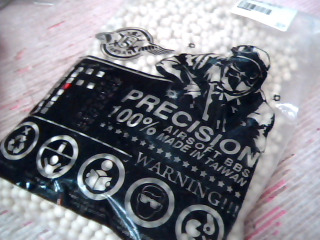 PRECISION
100% AIRSOFT BBS
MADE IN TAIWAN
WARNING!!!